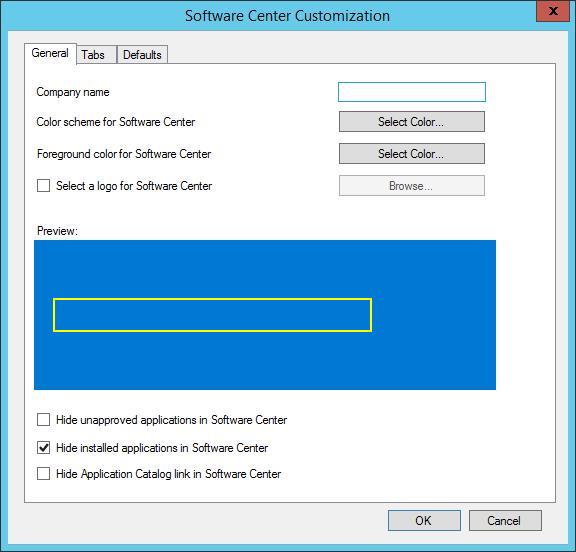 Software Center Customization
x
General Tabs Defaults
Company name
Color scheme for Software Center Select Color...
Foreground color for Software Center Select Color...
Select a logo for Software Center Browse...
Preview:
Hide unapproved applications in Software Center
Hide installed applications in Software Center
Hide Application Catalog link in Software Center
OK Cancel